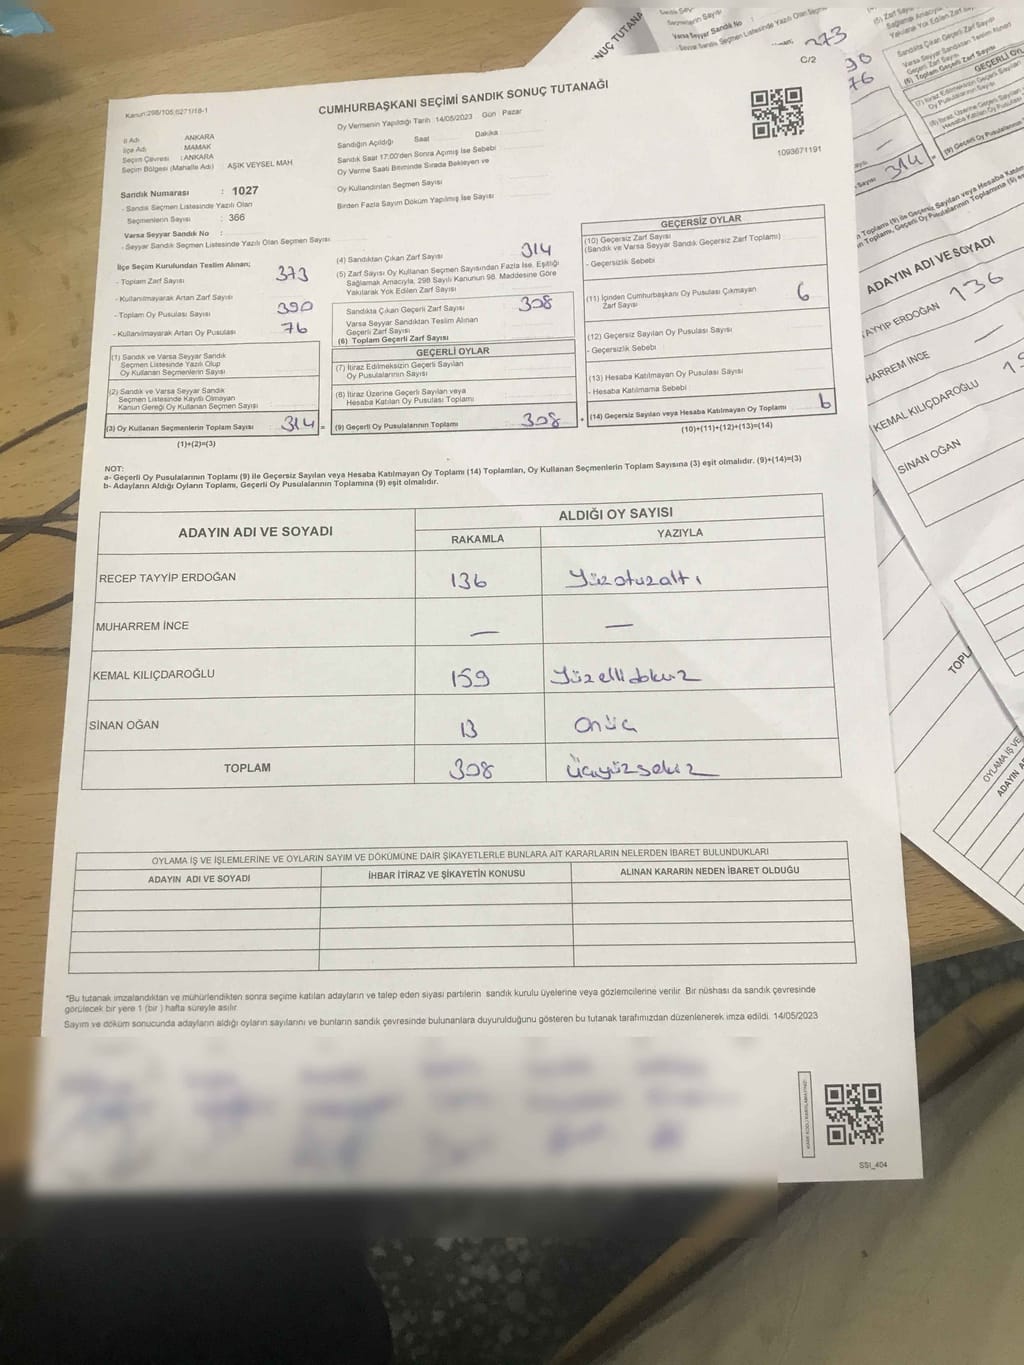 C/2
Kanun:298/105;6271/18-1
CUMHURBAŞKANI SEÇİMİ SANDIK SONUÇ TUTANAĞI
İl Adı : ANKARA
İlçe Adı : MAMAK
Seçim Çevresi : ANKARA
Seçim Bölgesi (Mahalle Adı) : AŞIK VEYSEL MAH
Sandık Numarası : 1027
- Sandık Seçmen Listesinde Yazılı Olan
Seçmenlerin Sayısı : 366
Varsa Seyyar Sandık No :
- Seyyar Sandık Seçmen Listesinde Yazılı Olan Seçmen Sayısı
Oy Vermenin Yapıldığı Tarih 14/05/2023 Gün Pazar
Sandığın Açıldığı Saat Dakika
Sandık Saat 17:00'den Sonra Açılmış İse Sebebi
Oy Verme Saati Bitiminde Sırada Bekleyen ve
Oy Kullandırılan Seçmen Sayısı
Birden Fazla Sayım Döküm Yapılmış İse Sayısı
1093671191
İlçe Seçim Kurulundan Teslim Alınan;
- Toplam Zarf Sayısı 373
- Kullanılmayarak Artan Zarf Sayısı
- Toplam Oy Pusulası Sayısı 390
- Kullanılmayarak Artan Oy Pusulası 76
(1) Sandık ve Varsa Seyyar Sandık
Seçmen Listesinde Yazılı Olup
Oy Kullanan Seçmenlerin Sayısı
(2) Sandık ve Varsa Seyyar Sandık
Seçmen Listesinde Kayıtlı Olmayan
Kanun Gereği Oy Kullanan Seçmen Sayısı
(3) Oy Kullanan Seçmenlerin Toplam Sayısı : 314
(1)+(2)=(3)
(4) Sandıktan Çıkan Zarf Sayısı 314
(5) Zarf Sayısı Oy Kullanan Seçmen Sayısından Fazla İse, Eşitliği
Sağlamak Amacıyla, 298 Sayılı Kanunun 98. Maddesine Göre
Yakılarak Yok Edilen Zarf Sayısı
Sandıkta Çıkan Geçerli Zarf Sayısı 308
Varsa Seyyar Sandıktan Teslim Alınan
Geçerli Zarf Sayısı
(6) Toplam Geçerli Zarf Sayısı
GEÇERLİ OYLAR
(7) İtiraz Edilmeksizin Geçerli Sayılan
Oy Pusulalarının Sayısı
(8) İtiraz Üzerine Geçerli Sayılan veya
Hesaba Katılan Oy Pusulası Toplamı
(9) Geçerli Oy Pusulalarının Toplamı : 308
GEÇERSİZ OYLAR
(10) Geçersiz Zarf Sayısı
(Sandık ve Varsa Seyyar Sandık Geçersiz Zarf Toplamı)
- Geçersizlik Sebebi
(11) İçinden Cumhurbaşkanı Oy Pusulası Çıkmayan
Zarf Sayısı 6
(12) Geçersiz Sayılan Oy Pusulası Sayısı
- Geçersizlik Sebebi
(13) Hesaba Katılmayan Oy Pusulası Sayısı
- Hesaba Katılmama Sebebi
(14) Geçersiz Sayılan veya Hesaba Katılmayan Oy Toplamı 6
(10)+(11)+(12)+(13)=(14)
NOT:
a- Geçerli Oy Pusulalarının Toplamı (9) ile Geçersiz Sayılan veya Hesaba Katılmayan Oy Toplamı (14) Toplamları, Oy Kullanan Seçmenlerin Toplam Sayısına (3) eşit olmalıdır. (9)+(14)=(3)
b- Adayların Aldığı Oyların Toplamı, Geçerli Oy Pusulalarının Toplamına (9) eşit olmalıdır.
ADAYIN ADI VE SOYADI ALDIĞI OY SAYISI
RAKAMLA YAZIYLA
RECEP TAYYİP ERDOĞAN 136 Yüzotuzaltı
MUHARREM İNCE — —
KEMAL KILIÇDAROĞLU 159 Yüzellidokuz
SİNAN OĞAN 13 Onüç
TOPLAM 308 Üçyüzsekiz
OYLAMA İŞ VE İŞLEMLERİNE VE OYLARIN SAYIM VE DÖKÜMÜNE DAİR ŞİKAYETLERLE BUNLARA AİT KARARLARIN NELERDEN İBARET BULUNDUKLARI
ADAYIN ADI VE SOYADI İHBAR İTİRAZ VE ŞİKAYETİN KONUSU ALINAN KARARIN NEDEN İBARET OLDUĞU
*Bu tutanak imzalandıktan ve mühürlendikten sonra seçime katılan adayların ve talep eden siyasi partilerin sandık kurulu üyelerine veya gözlemcilerine verilir. Bir nüshası da sandık çevresinde
görülecek bir yere 1 (bir ) hafta süreyle asılır.
Sayım ve döküm sonucunda adayların aldığı oyların sayılarını ve bunların sandık çevresinde bulunanlara duyurulduğunu gösteren bu tutanak tarafımızdan düzenlenerek imza edildi. 14/05/2023
SSI_404
NUÇ TUTANA
Varsa Seyyar Sandık No
273
76
314
ADAYIN ADI VE SOYADI
AYYIP ERDOĞAN 136
HARREM İNCE —
KEMAL KILIÇDAROĞLU
SİNAN OĞAN
TOPL
OYLAMA İŞ VE
ADAYIN A